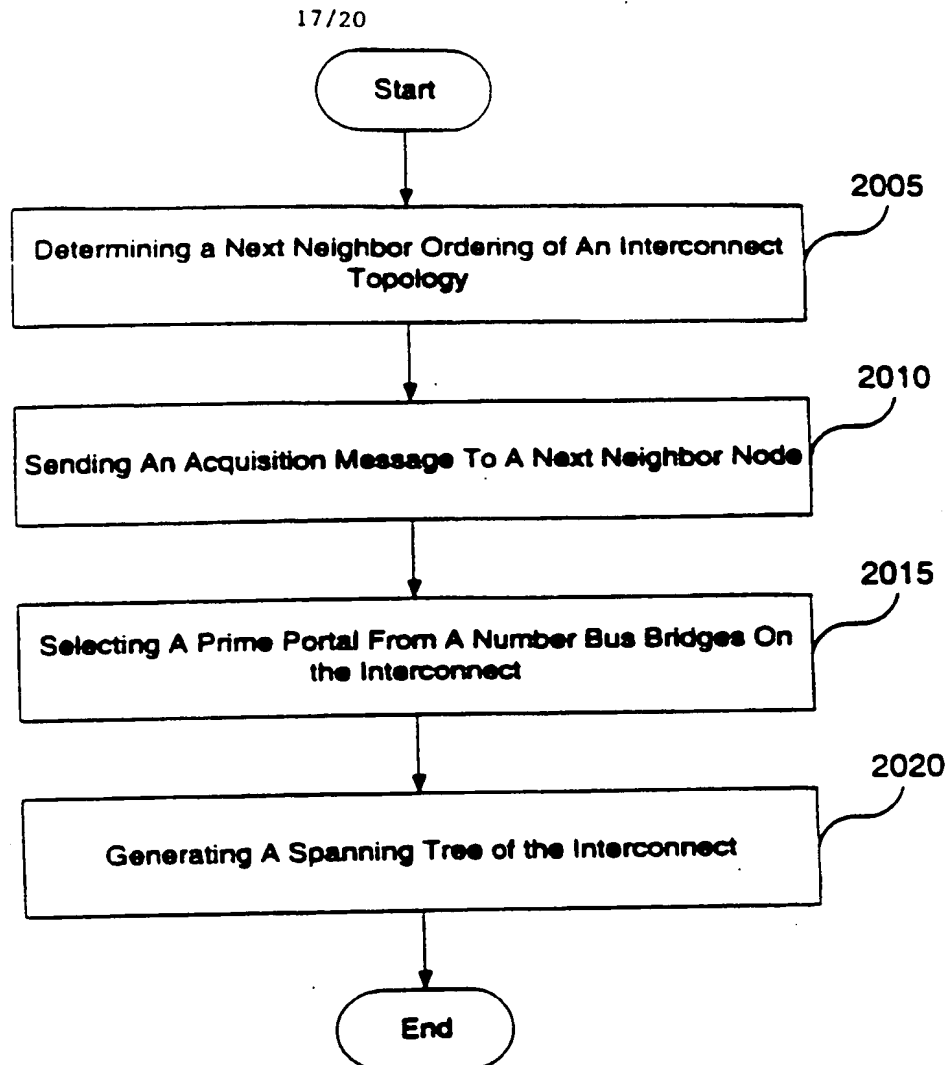 17/20
Start
2005
Determining a Next Neighbor Ordering of An Interconnect
Topology
2010
Sending An Acquisition Message To A Next Neighbor Node
2015
Selecting A Prime Portal From A Number Bus Bridges On
the Interconnect
2020
Generating A Spanning Tree of the Interconnect
End